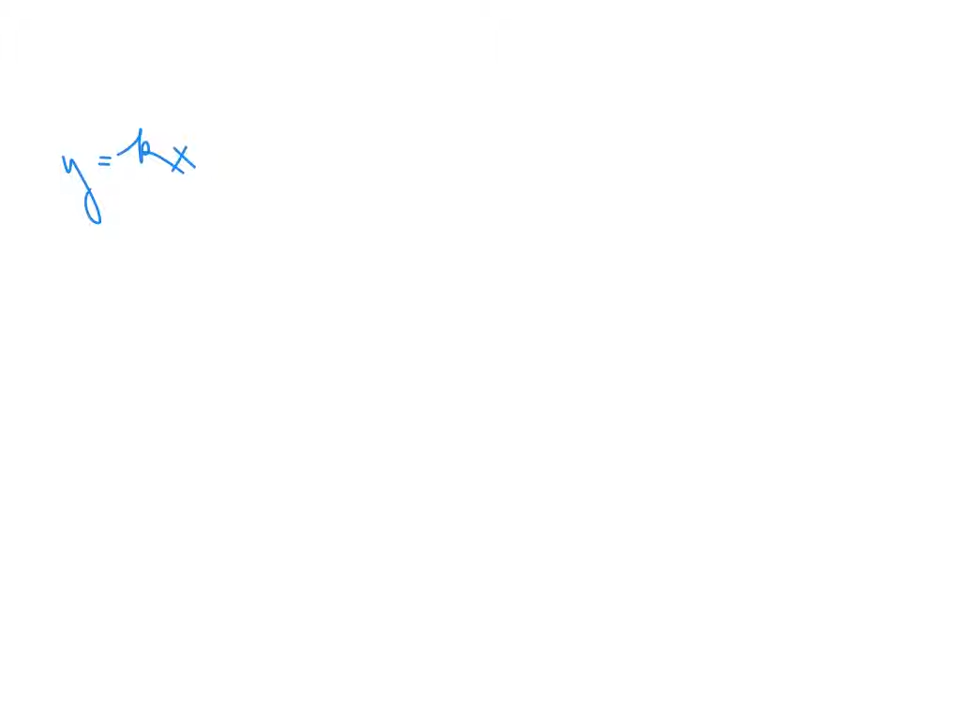 y = kx